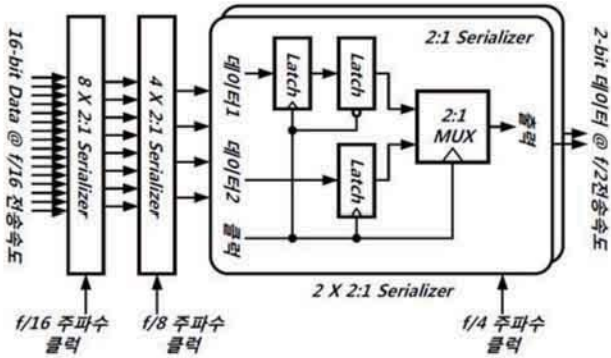 16-bit Data @ f/16 전송속도
8 X 2:1 Serializer
4 X 2:1 Serializer
2:1 Serializer
데이터1
Latch
Latch
2:1
MUX
출력
데이터2
Latch
클럭
2 X 2:1 Serializer
2-bit 데이터 @ f/2전송속도
f/16 주파수
클럭
f/8 주파수
클럭
f/4 주파수
클럭